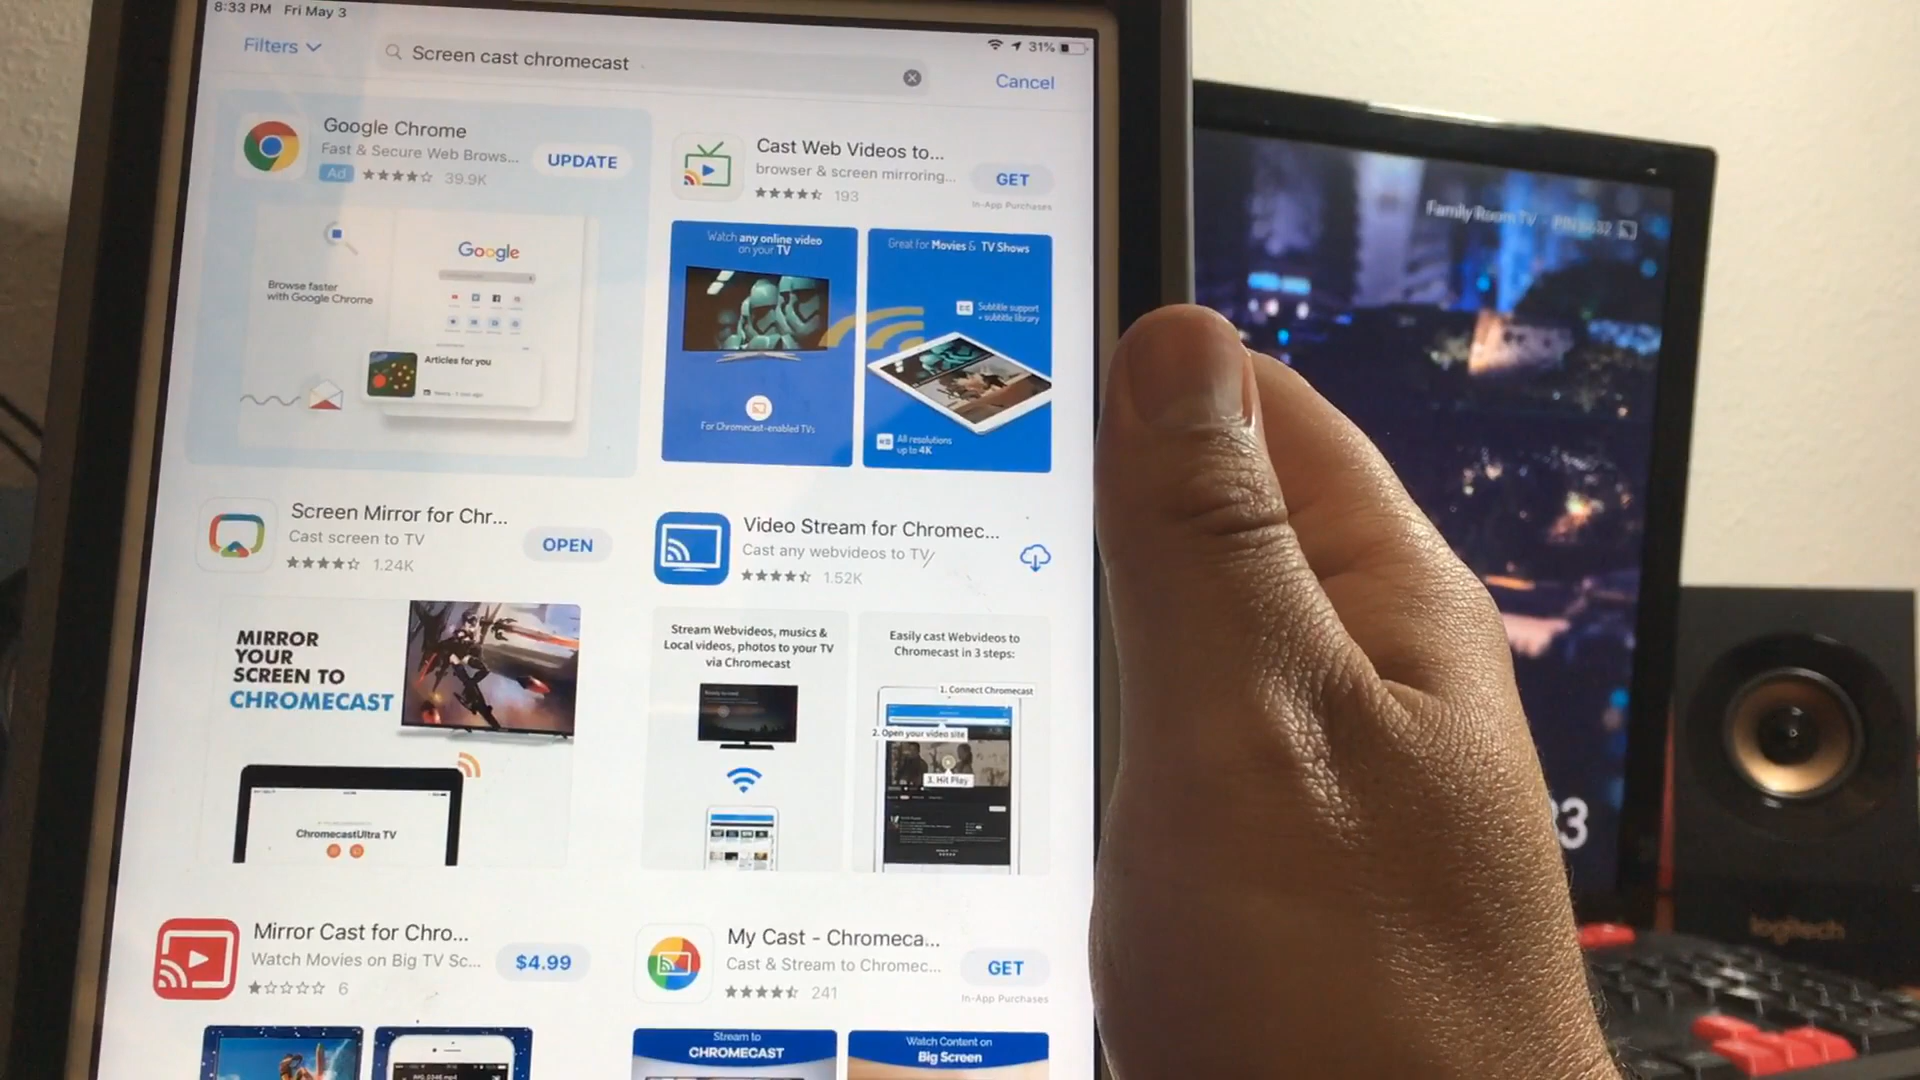 8:33 PM Fri May 3
31%
Filters
Screen cast chromecast
Cancel
Google Chrome
Fast & Secure Web Brows...
Ad
39.9K
UPDATE
Cast Web Videos to...
browser & screen mirroring...
193
GET
In-App Purchases
Google
Browse faster
with Google Chrome
Articles for you
Watch any online video
on your TV
For Chromecast-enabled TVs
Great for Movies & TV Shows
CC
Subtitle support
+ subtitle library
All resolutions
up to 4K
Family Room TV
Screen Mirror for Chr...
Cast screen to TV
1.24K
OPEN
Video Stream for Chromec...
Cast any webvideos to TV
1.52K
MIRROR
YOUR
SCREEN TO
CHROMECAST
ChromecastUltra TV
Stream Webvideos, musics &
Local videos, photos to your TV
via Chromecast
Easily cast Webvideos to
Chromecast in 3 steps:
1. Connect Chromecast
2. Open your video site
3. Hit Play
3
logitech
Mirror Cast for Chro...
Watch Movies on Big TV Sc...
6
$4.99
My Cast - Chromeca...
Cast & Stream to Chromec...
241
GET
In-App Purchases
Stream to
CHROMECAST
Watch Content on
Big Screen